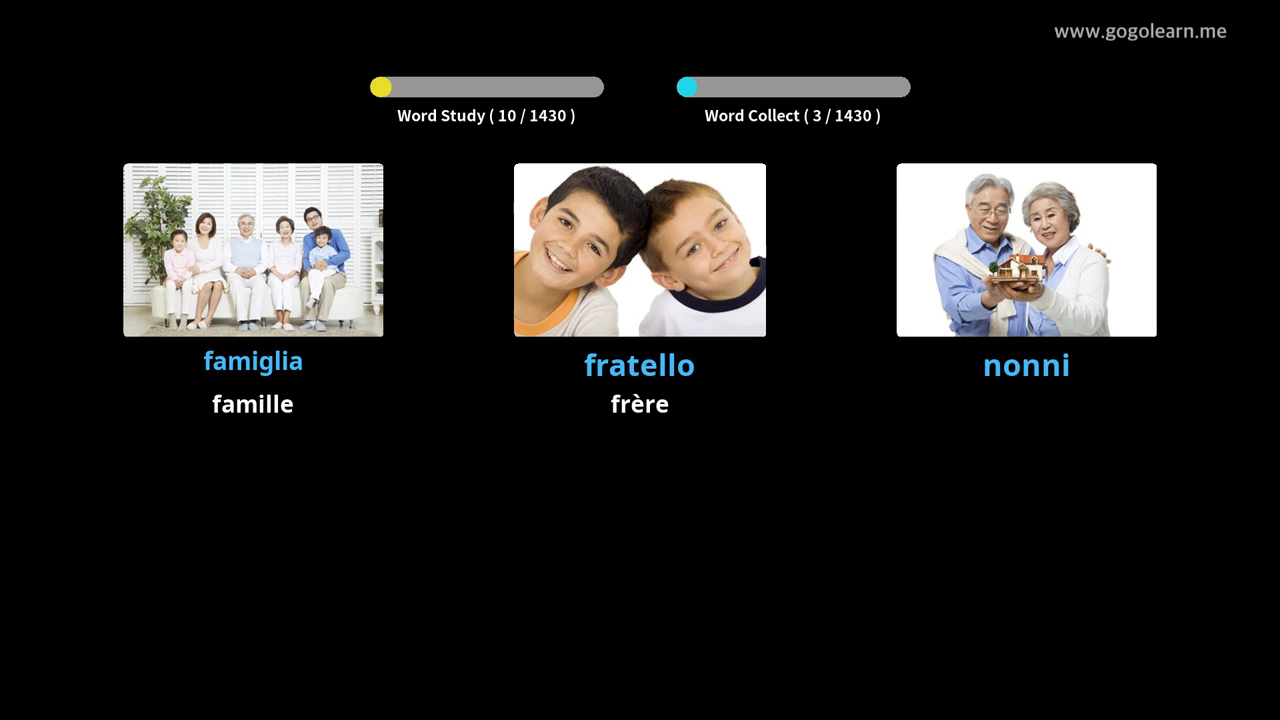 www.gogolearn.me
Word Study ( 10 / 1430 )
Word Collect ( 3 / 1430 )
famiglia
fratello
nonni
famille
frère